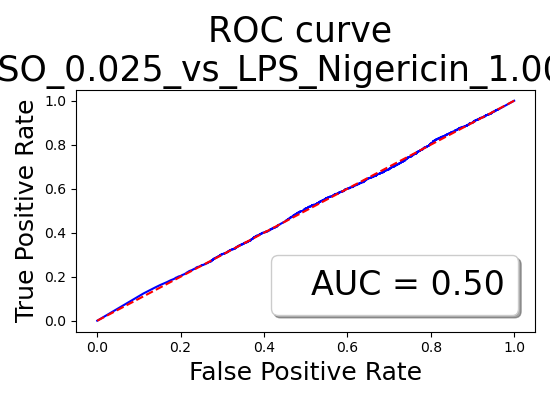 ROC curve
SO_0.025_vs_LPS_Nigericin_1.00
True Positive Rate
1.0
0.8
0.6
0.4
0.2
0.0
AUC = 0.50
0.0 0.2 0.4 0.6 0.8 1.0
False Positive Rate